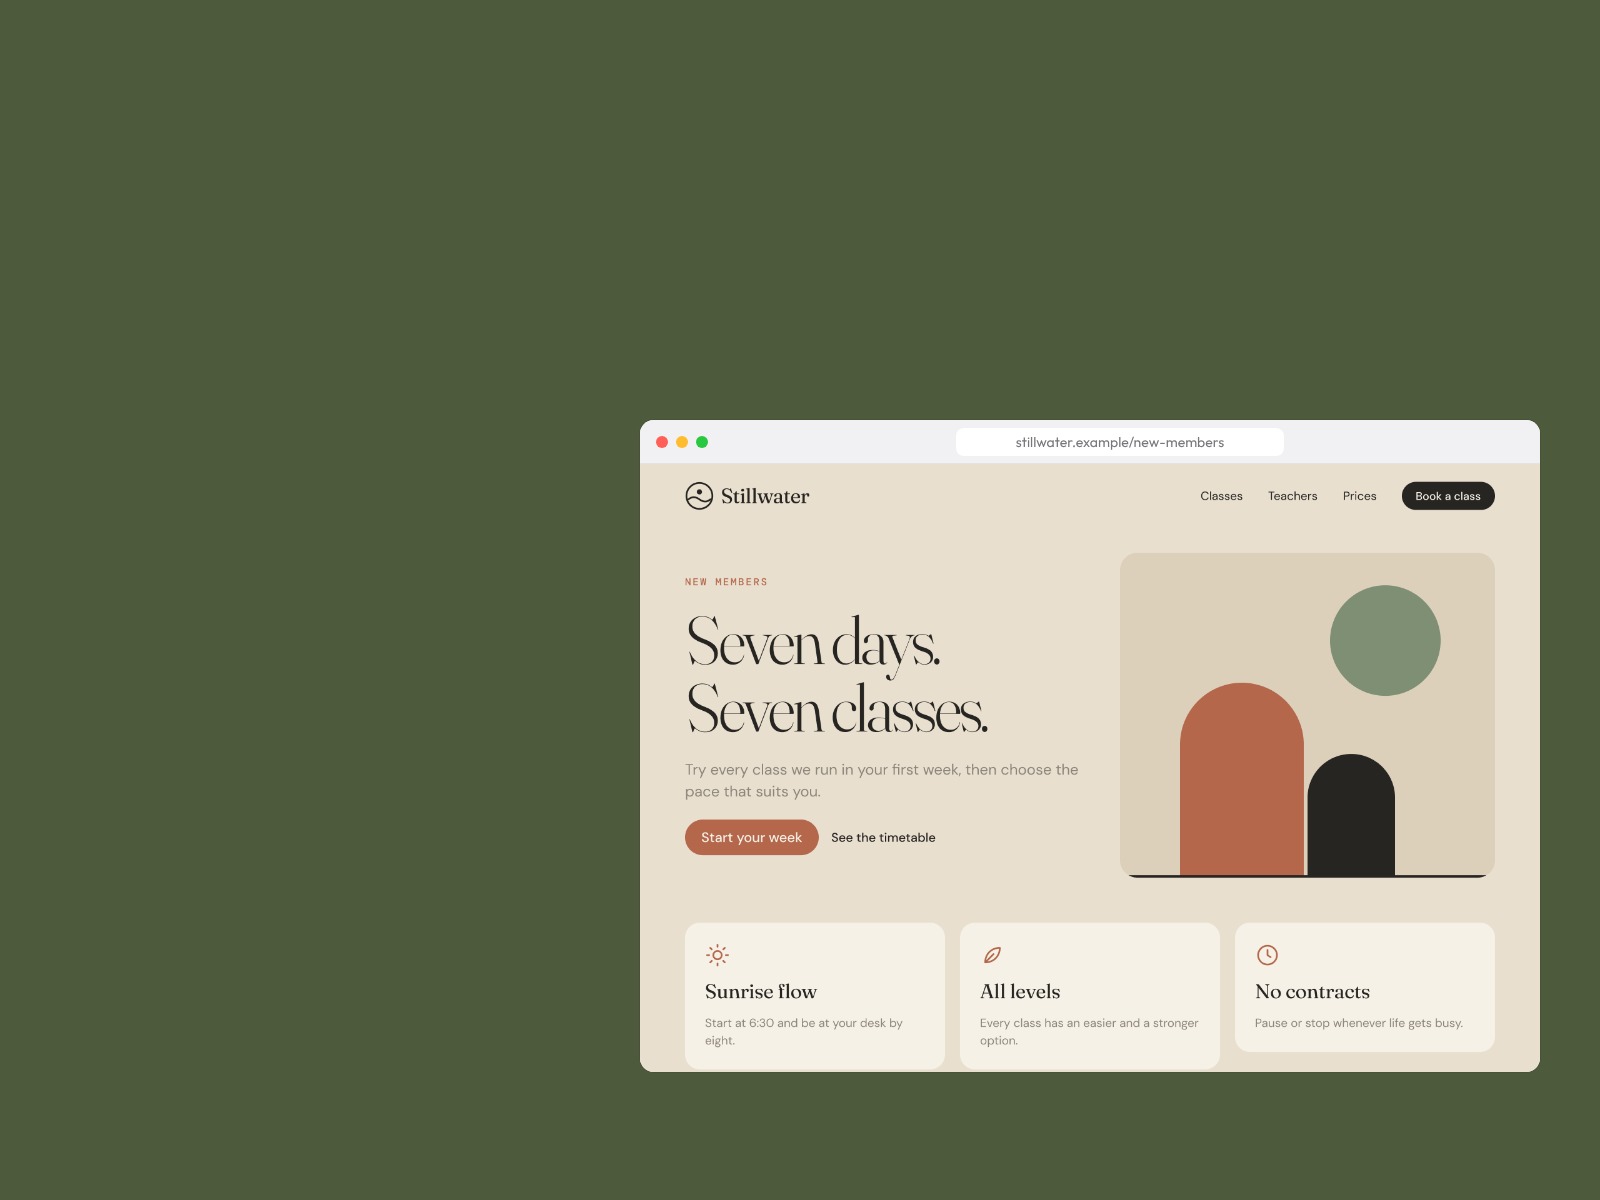 stillwater.example/new-members
Stillwater
Classes
Teachers
Prices
Book a class
NEW MEMBERS
Seven days.
Seven classes.
Try every class we run in your first week, then choose the
pace that suits you.
Start your week
See the timetable
Sunrise flow
Start at 6:30 and be at your desk by
eight.
All levels
Every class has an easier and a stronger
option.
No contracts
Pause or stop whenever life gets busy.